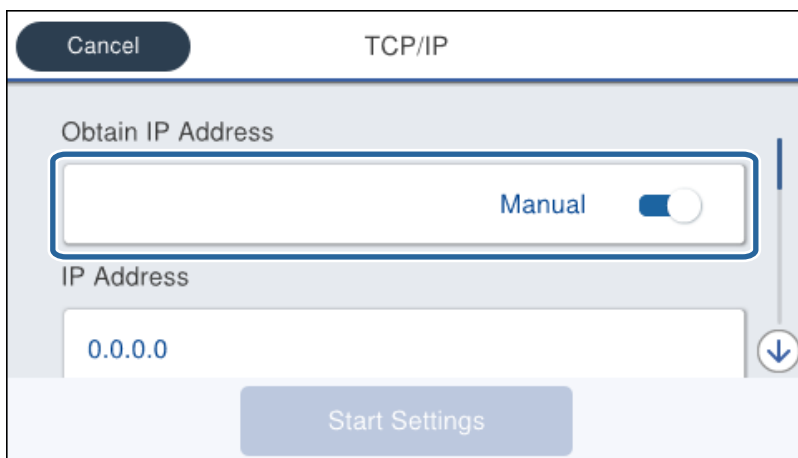 Cancel
TCP/IP
Obtain IP Address
Manual
IP Address
0.0.0.0
Start Settings